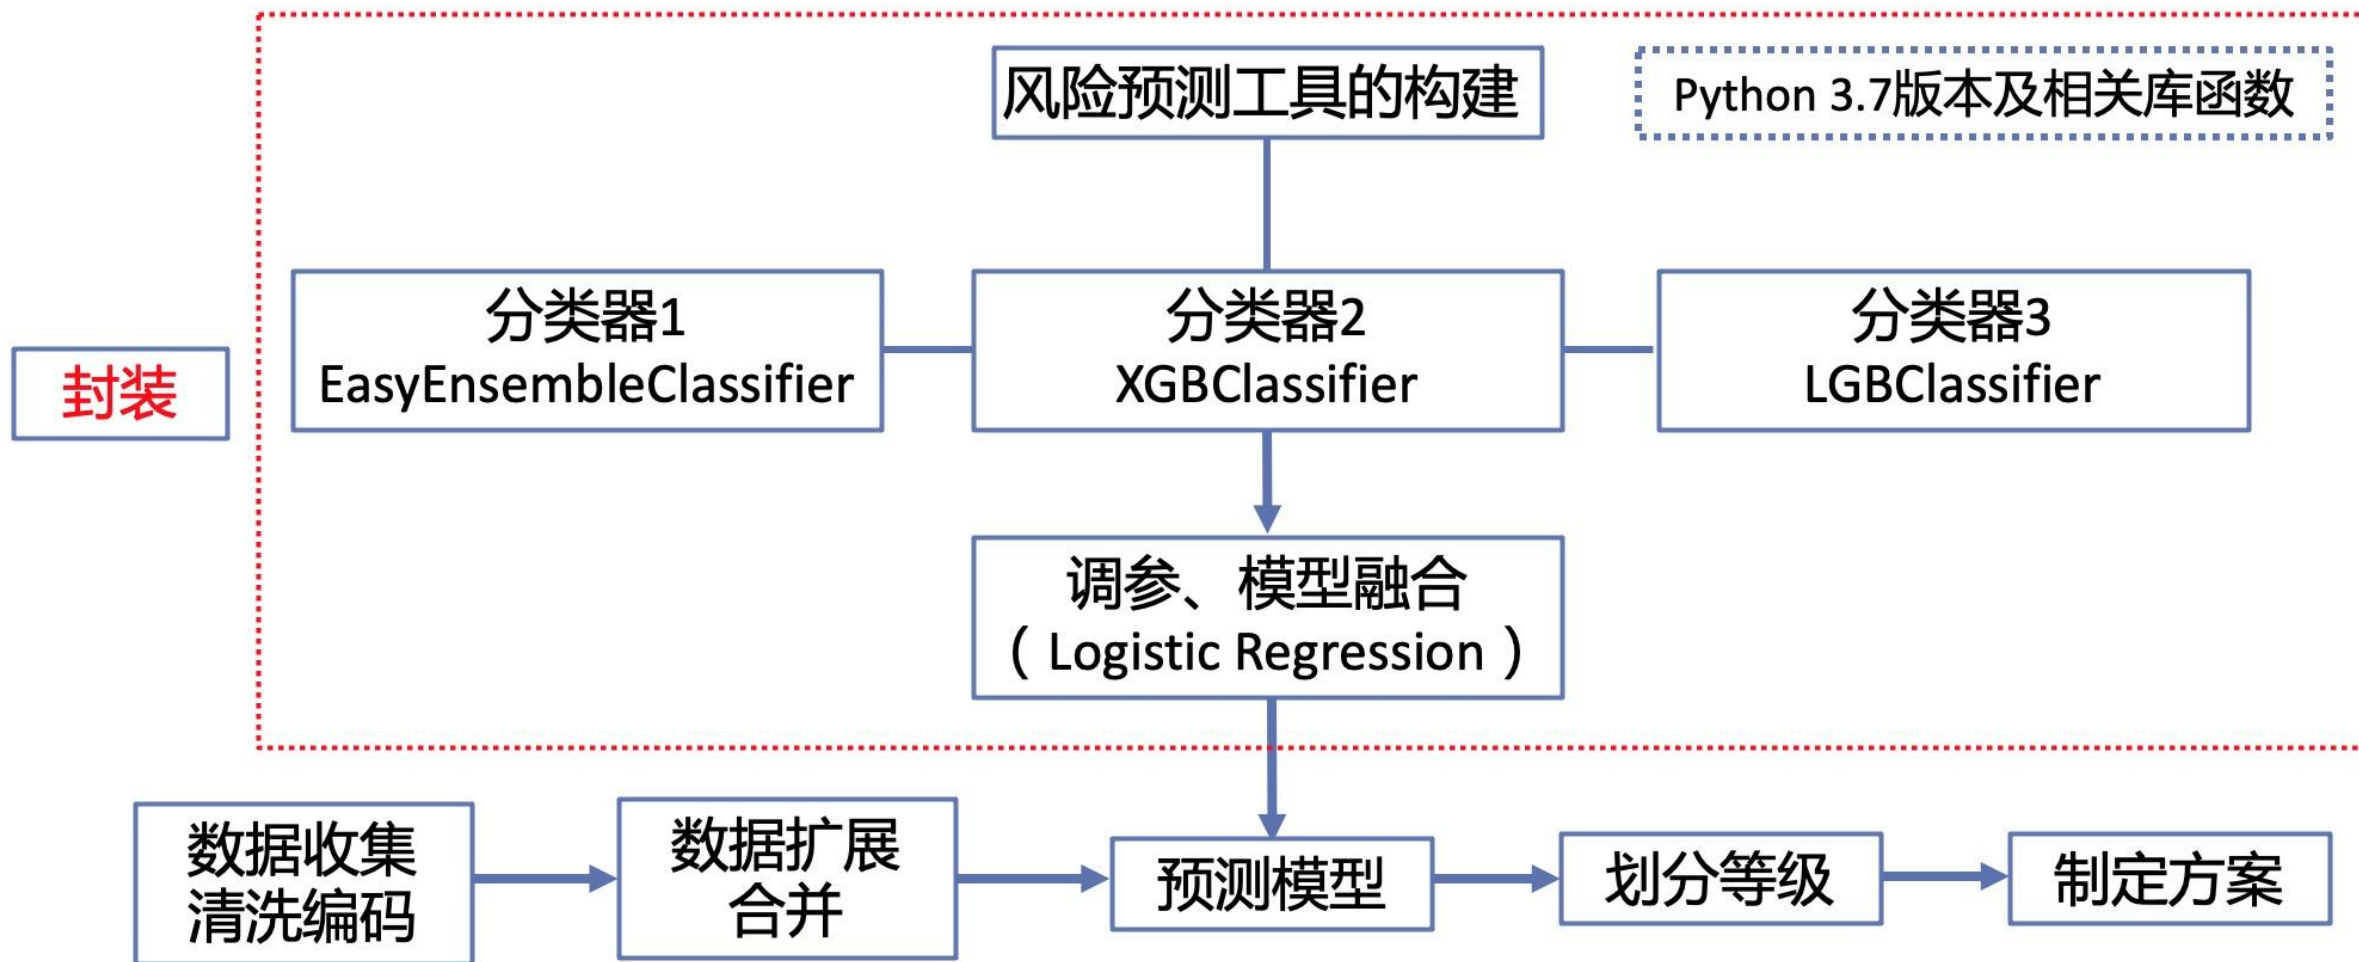 风险预测工具的构建
Python 3.7版本及相关库函数
分类器1
EasyEnsembleClassifier
分类器2
XGBClassifier
分类器3
LGBClassifier
封装
调参、模型融合
（ Logistic Regression ）
数据收集
清洗编码
数据扩展
合并
预测模型
划分等级
制定方案